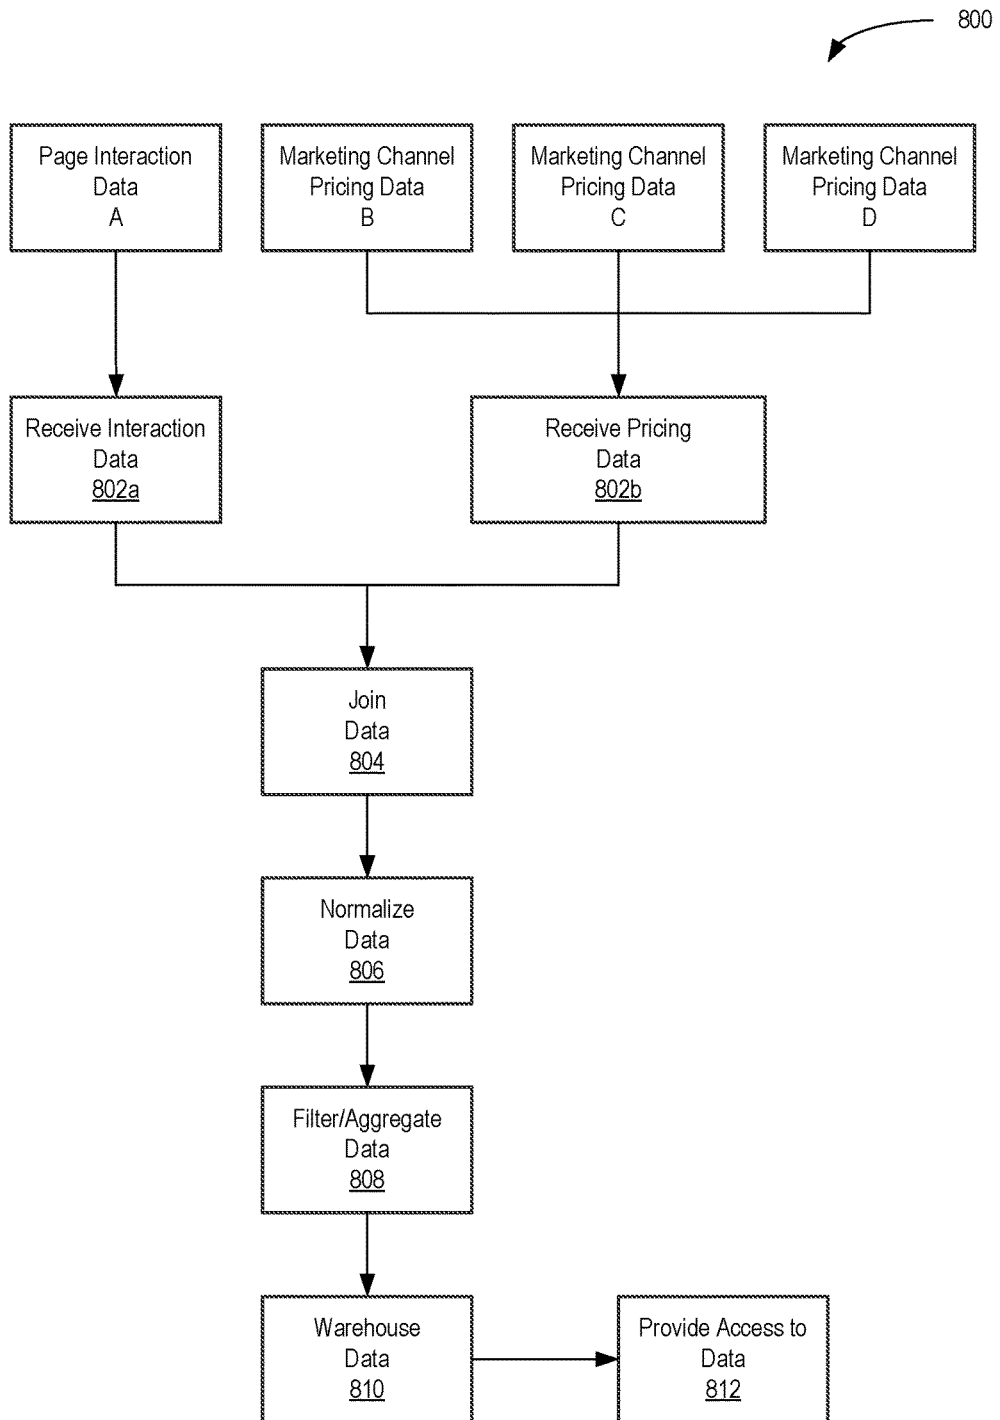 800
Page Interaction
Data
A
Marketing Channel
Pricing Data
B
Marketing Channel
Pricing Data
C
Marketing Channel
Pricing Data
D
Receive Interaction
Data
802a
Receive Pricing
Data
802b
Join
Data
804
Normalize
Data
806
Filter/Aggregate
Data
808
Warehouse
Data
810
Provide Access to
Data
812